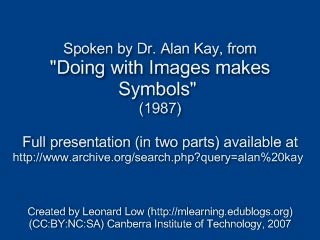 Spoken by Dr. Alan Kay, from
"Doing with Images makes
Symbols"
(1987)
Full presentation (in two parts) available at
http://www.archive.org/search.php?query=alan%20kay
Created by Leonard Low (http://mlearning.edublogs.org)
(CC:BY:NC:SA) Canberra Institute of Technology, 2007